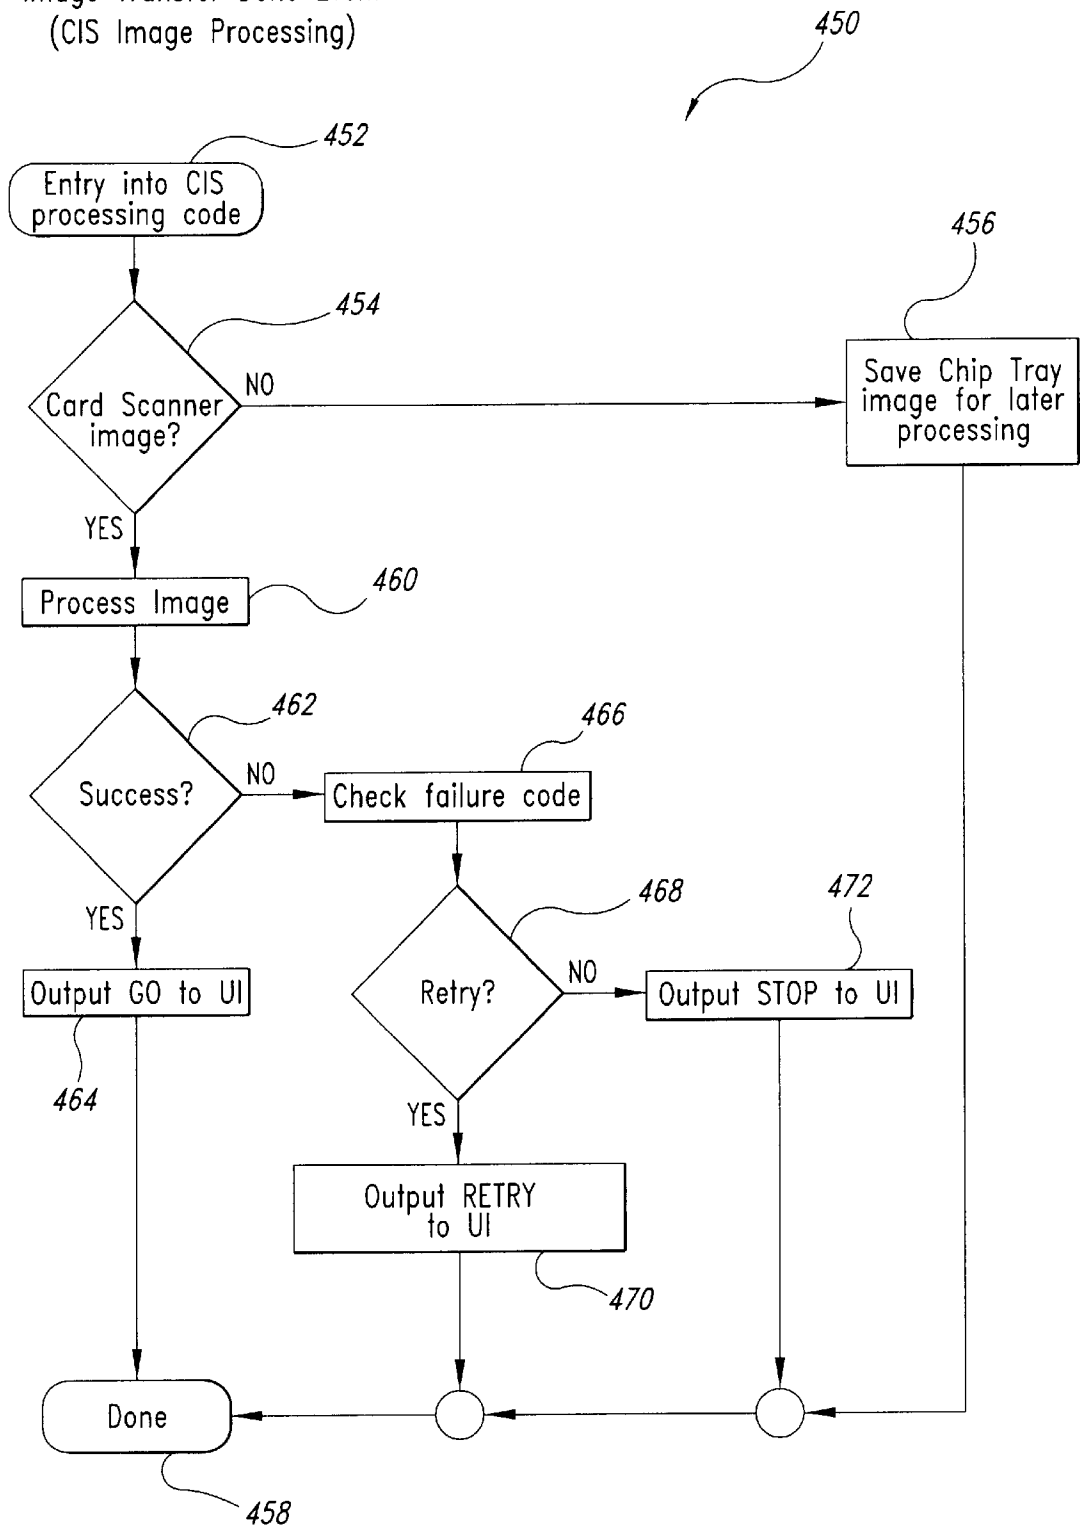 (CIS Image Processing)
450
452
Entry into CIS
processing code
454
456
Card Scanner
image?
NO
Save Chip Tray
image for later
processing
YES
460
Process Image
462
466
Success?
NO
Check failure code
YES
468
472
Output GO to UI
Retry?
NO
Output STOP to UI
464
YES
Output RETRY
to UI
470
Done
458